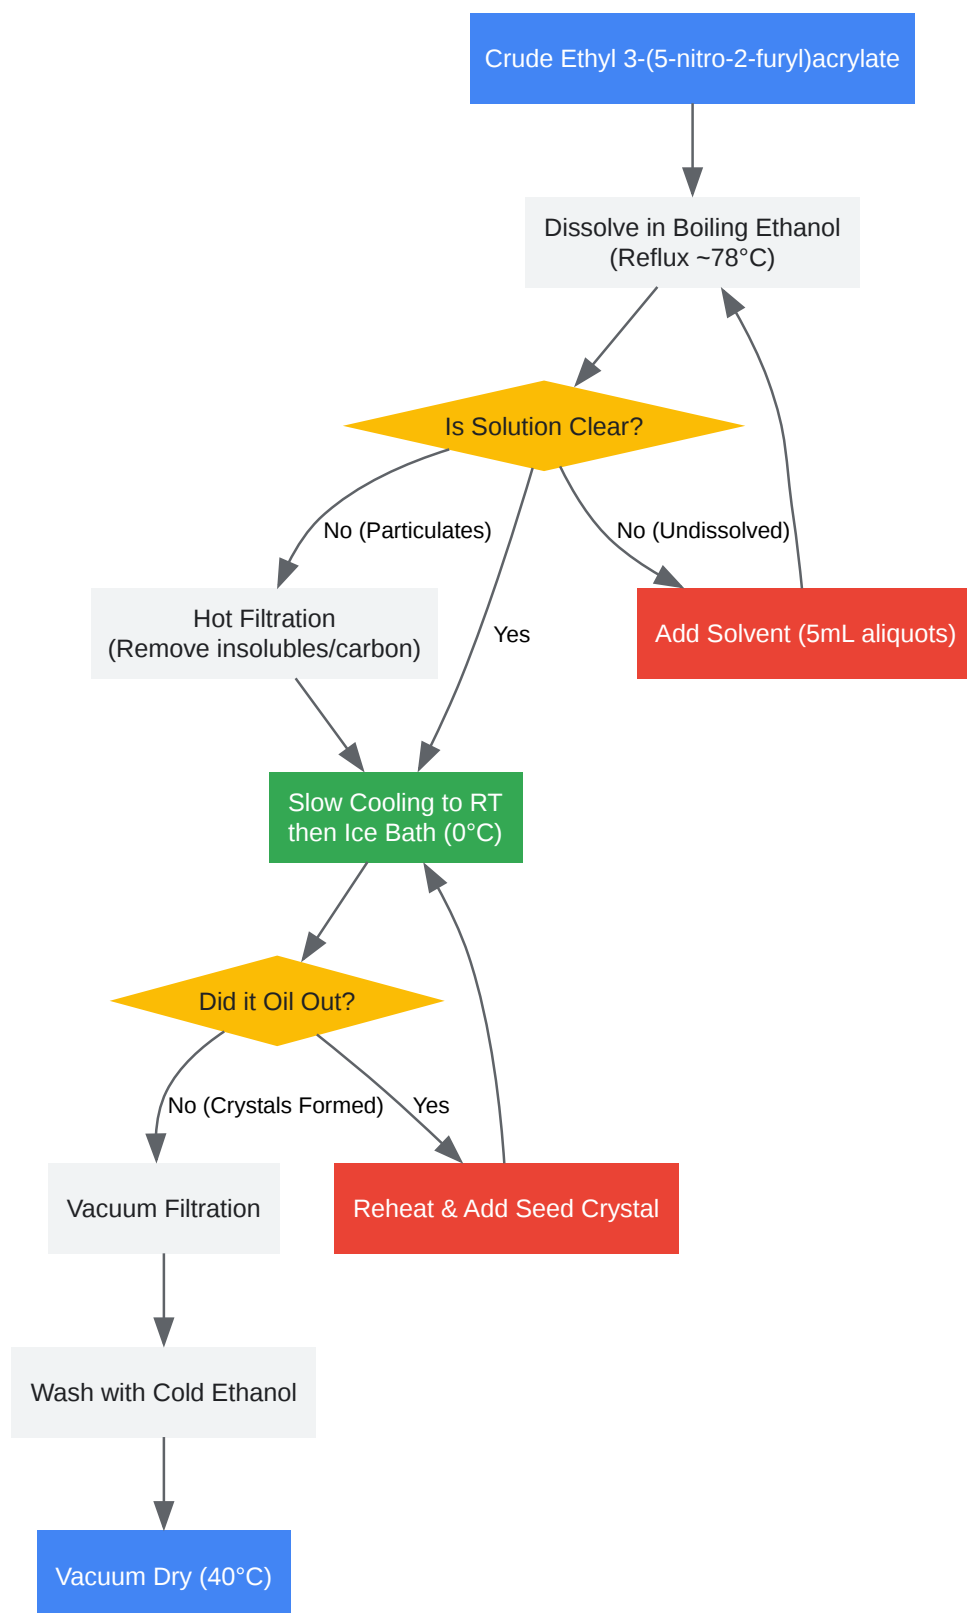 Crude Ethyl 3-(5-nitro-2-furyl)acrylate
Dissolve in Boiling Ethanol
(Reflux ~78°C)
Is Solution Clear?
No (Particulates)
No (Undissolved)
Hot Filtration
(Remove insolubles/carbon)
Yes
Add Solvent (5mL aliquots)
Slow Cooling to RT
then Ice Bath (0°C)
Did it Oil Out?
No (Crystals Formed)
Yes
Vacuum Filtration
Reheat & Add Seed Crystal
Wash with Cold Ethanol
Vacuum Dry (40°C)